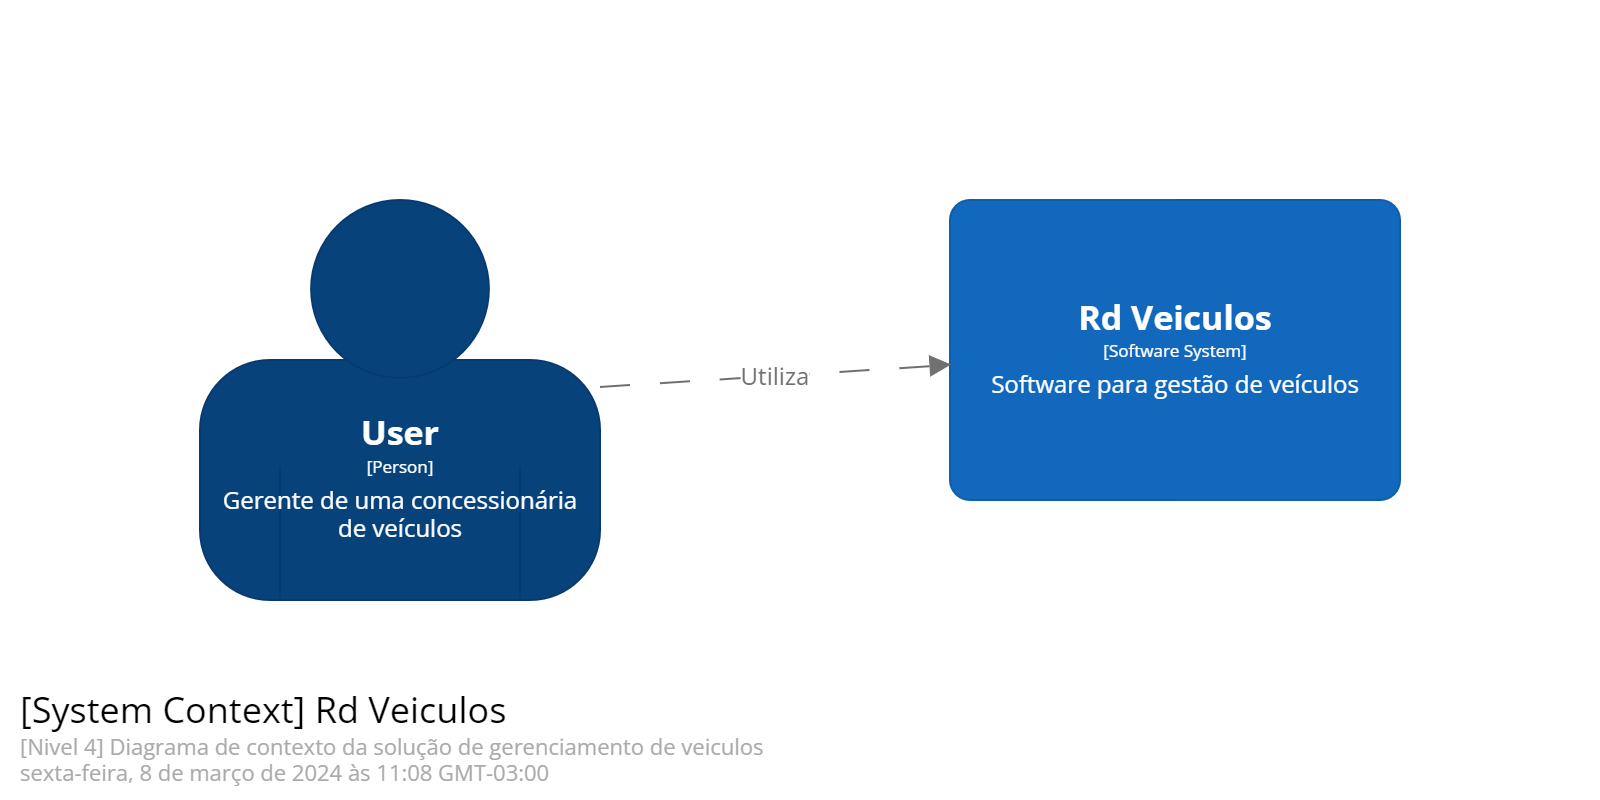 User
[Person]
Gerente de uma concessionária
de veículos
Utiliza
Rd Veiculos
[Software System]
Software para gestão de veículos
[System Context] Rd Veiculos
[Nivel 4] Diagrama de contexto da solução de gerenciamento de veiculos
sexta-feira, 8 de março de 2024 às 11:08 GMT-03:00